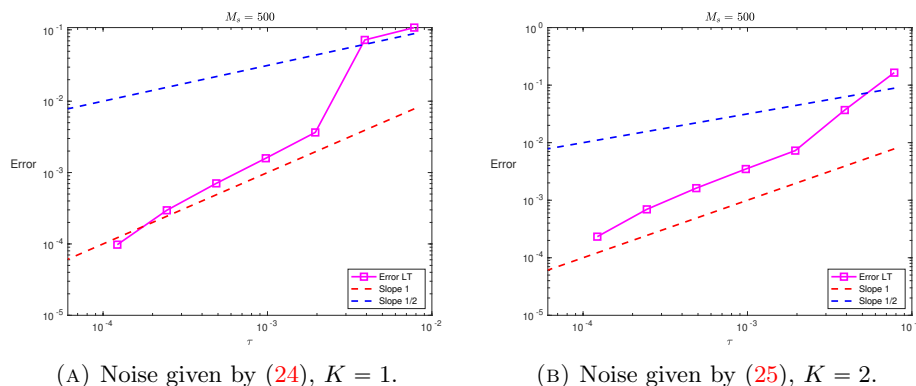 $M_s = 500$
10^{-1}
10^{-2}
Error
10^{-3}
10^{-4}
10^{-5}
10^{-4}
10^{-3}
10^{-2}
τ
Error LT
Slope 1
Slope 1/2
(A) Noise given by (24), K = 1.
$M_s = 500$
10^{0}
10^{-1}
10^{-2}
Error
10^{-3}
10^{-4}
10^{-5}
10^{-4}
10^{-3}
10^{-2}
τ
Error LT
Slope 1
Slope 1/2
(B) Noise given by (25), K = 2.